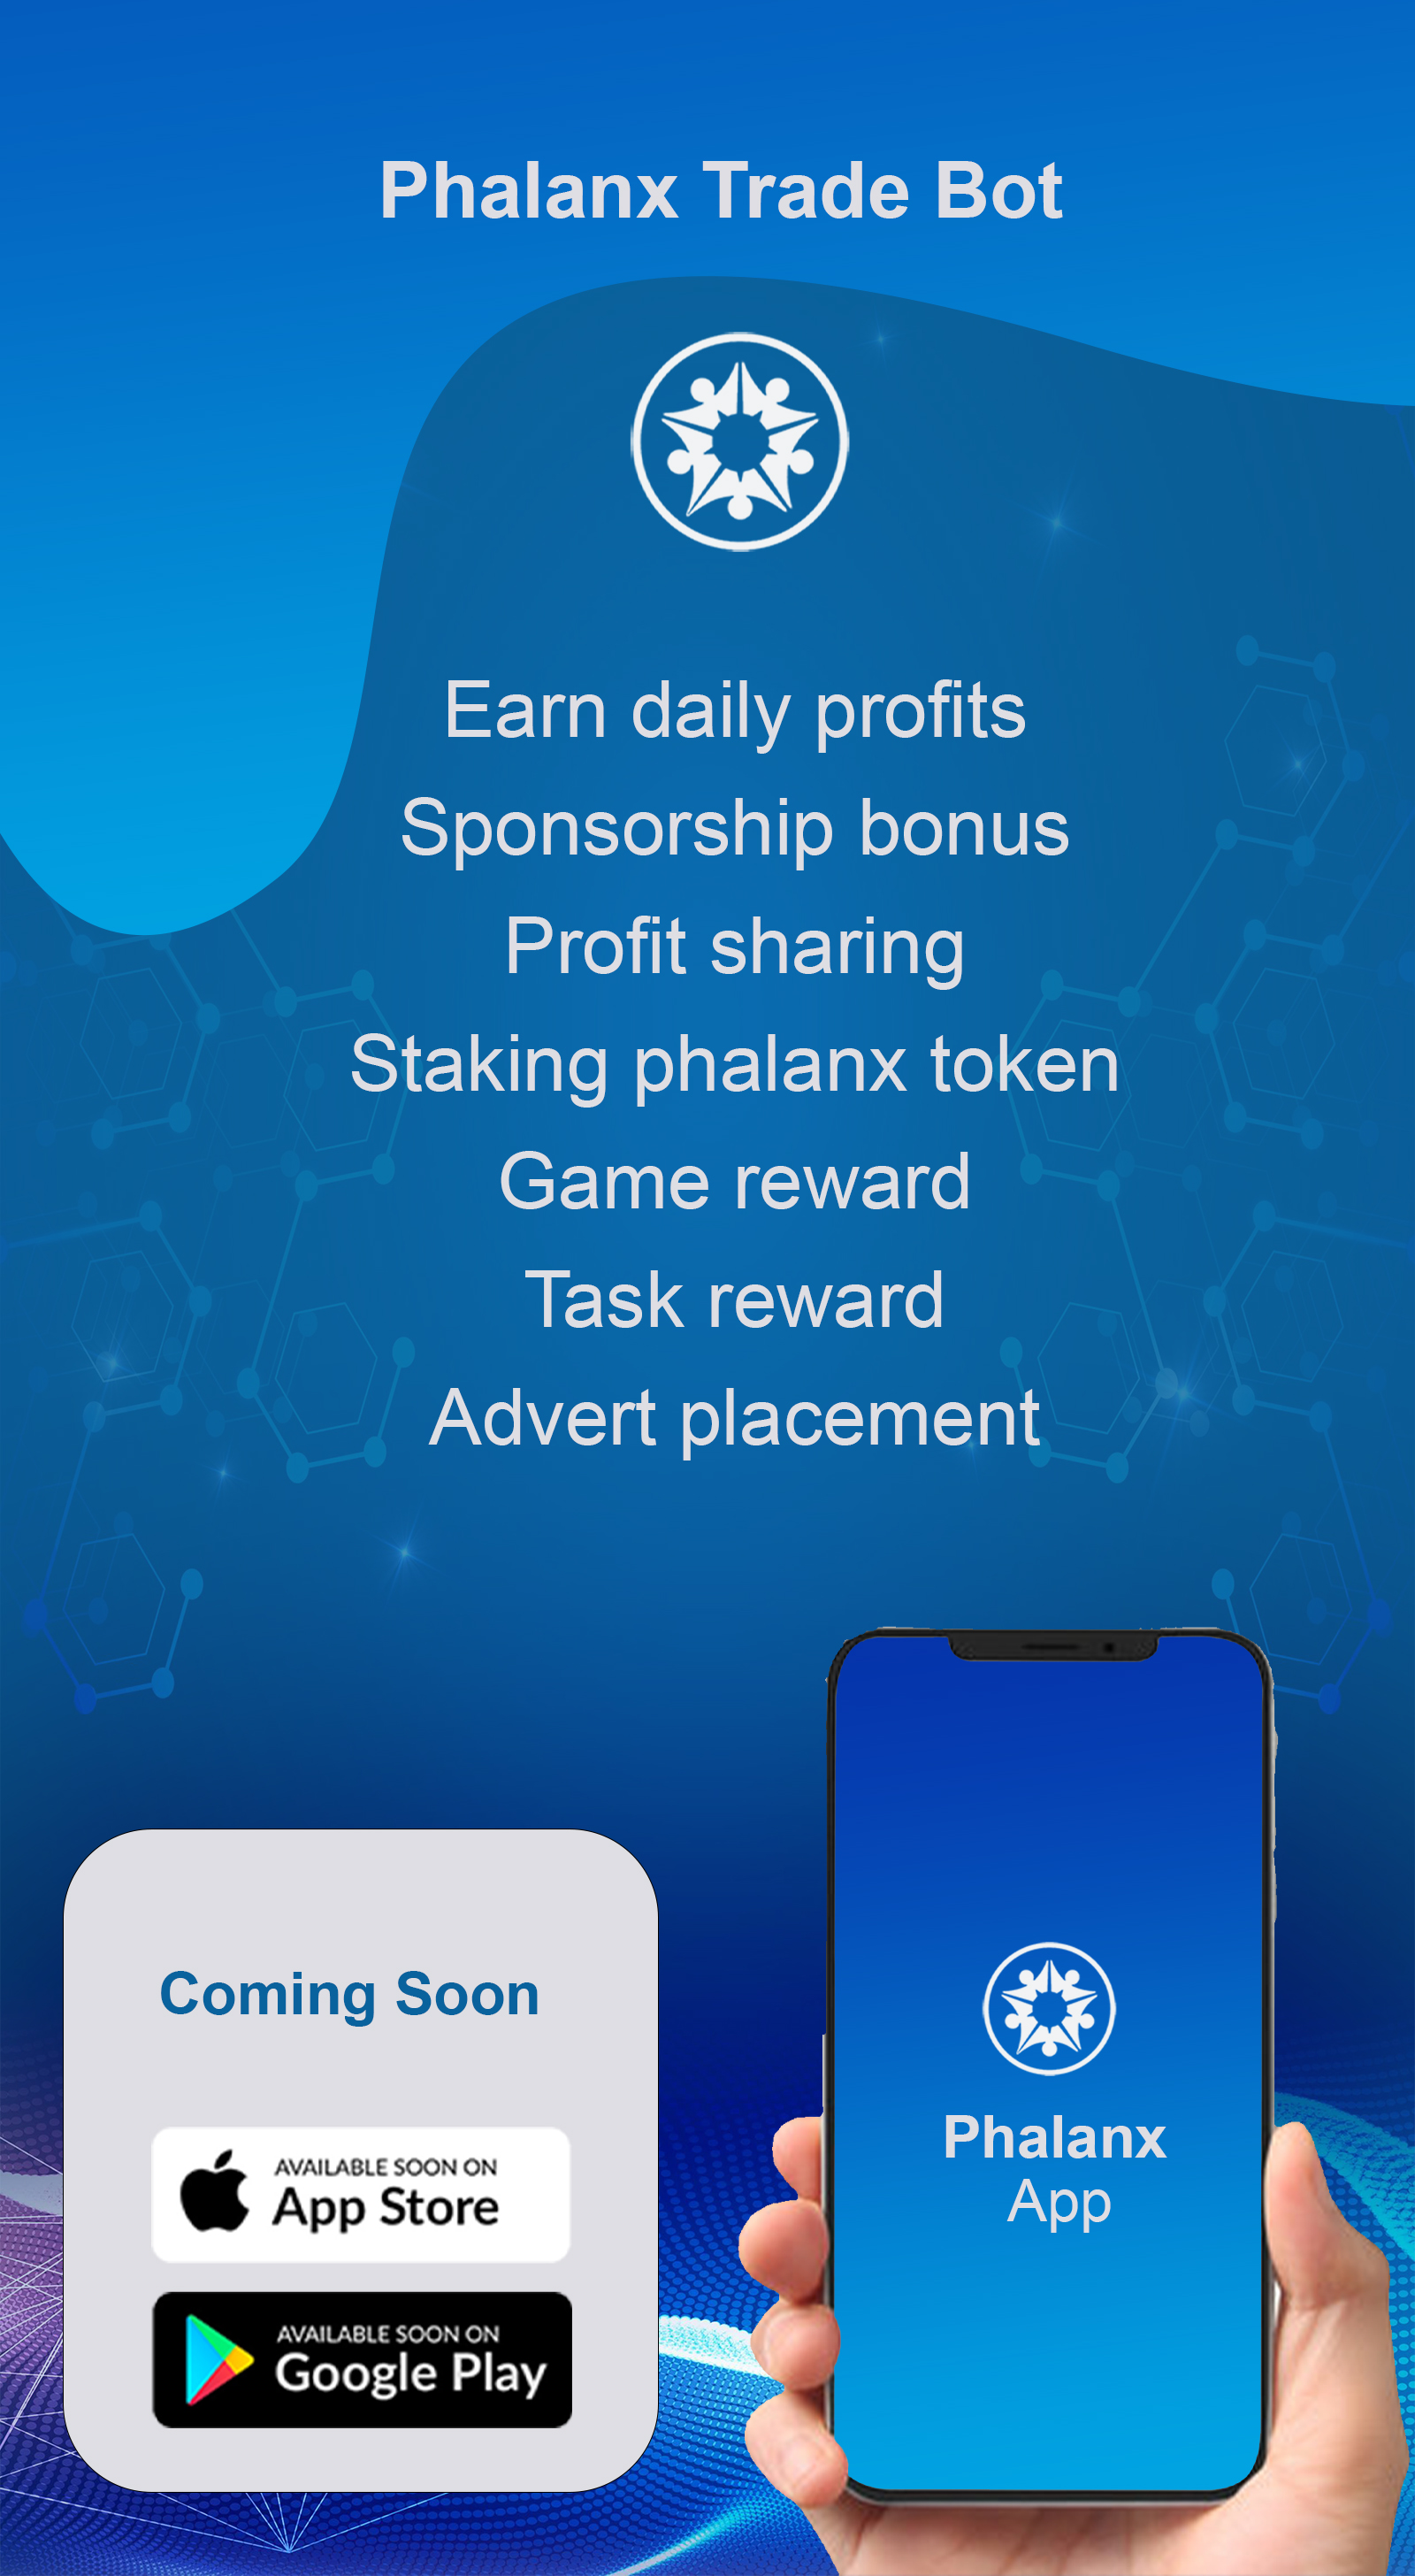 Phalanx Trade Bot
Earn daily profits
Sponsorship bonus
Profit sharing
Staking phalanx token
Game reward
Task reward
Advert placement
Coming Soon
AVAILABLE SOON ON
App Store
AVAILABLE SOON ON
Google Play
Phalanx
App